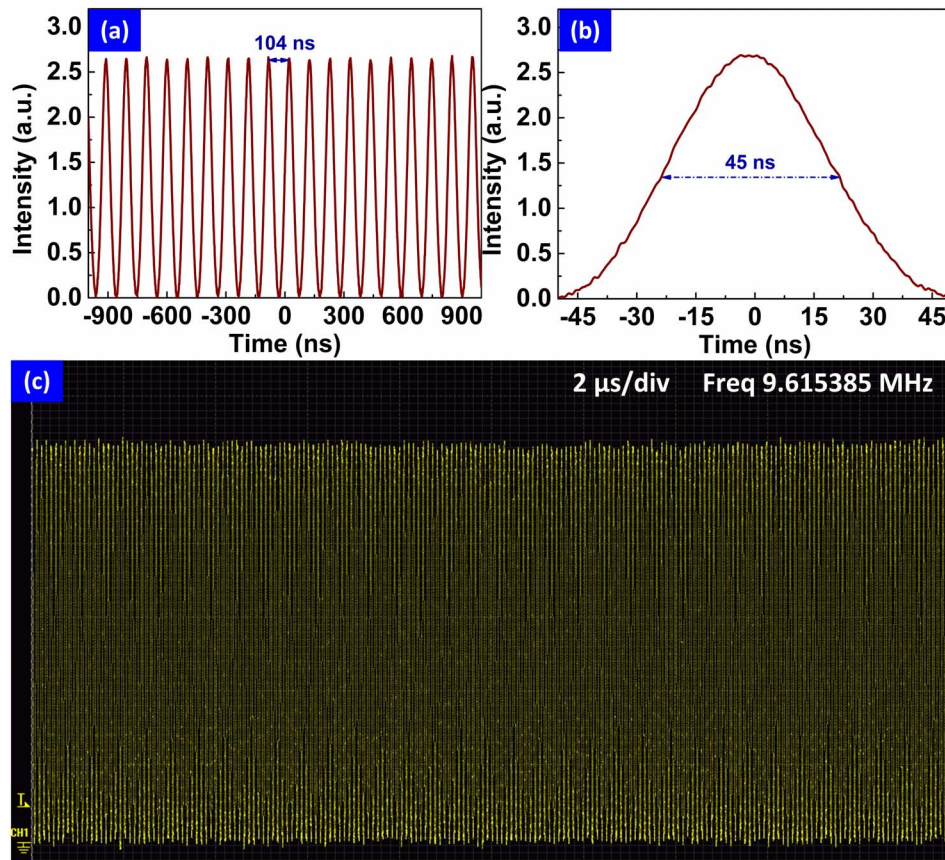 (a)
104 ns
3.0
2.5
2.0
1.5
1.0
0.5
0.0
Intensity (a.u.)
-900 -600 -300 0 300 600 900
Time (ns)
(b)
45 ns
3.0
2.5
2.0
1.5
1.0
0.5
0.0
Intensity (a.u.)
-45 -30 -15 0 15 30 45
Time (ns)
(c)
2 µs/div Freq 9.615385 MHz
T
CH1